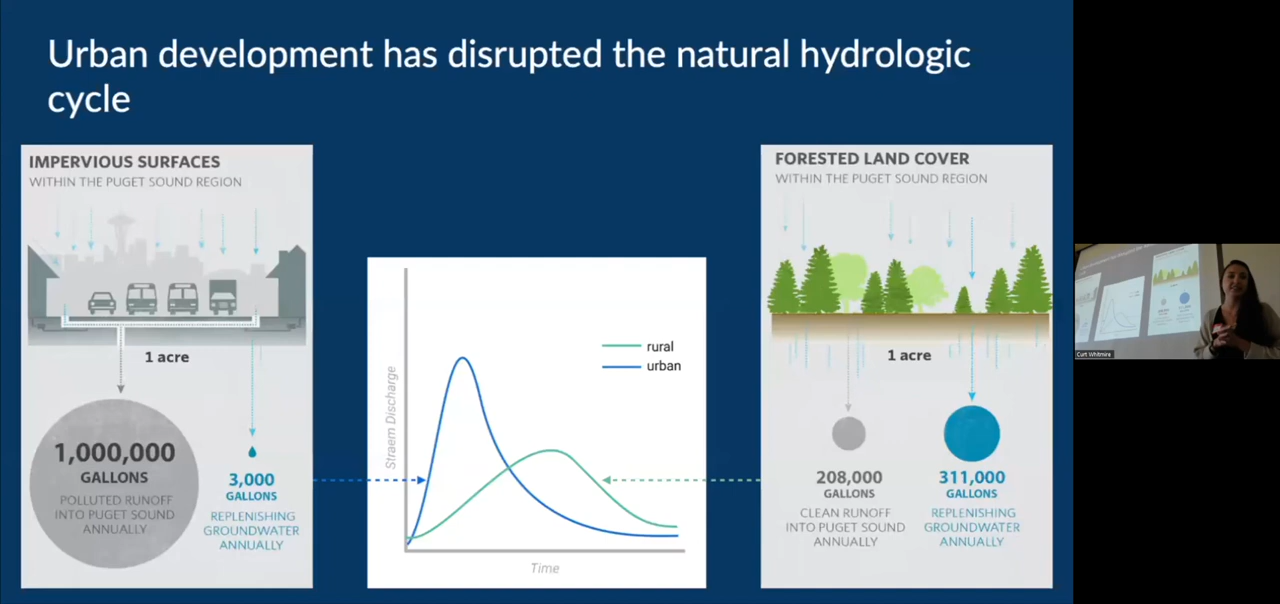 Urban development has disrupted the natural hydrologic
cycle
IMPERVIOUS SURFACES
WITHIN THE PUGET SOUND REGION
1 acre
1,000,000
GALLONS
POLLUTED RUNOFF
INTO PUGET SOUND
ANNUALLY
3,000
GALLONS
REPLENISHING
GROUNDWATER
ANNUALLY
Straem Discharge
rural
urban
Time
FORESTED LAND COVER
WITHIN THE PUGET SOUND REGION
1 acre
208,000
GALLONS
CLEAN RUNOFF
INTO PUGET SOUND
ANNUALLY
311,000
GALLONS
REPLENISHING
GROUNDWATER
ANNUALLY
Curt Whitmire